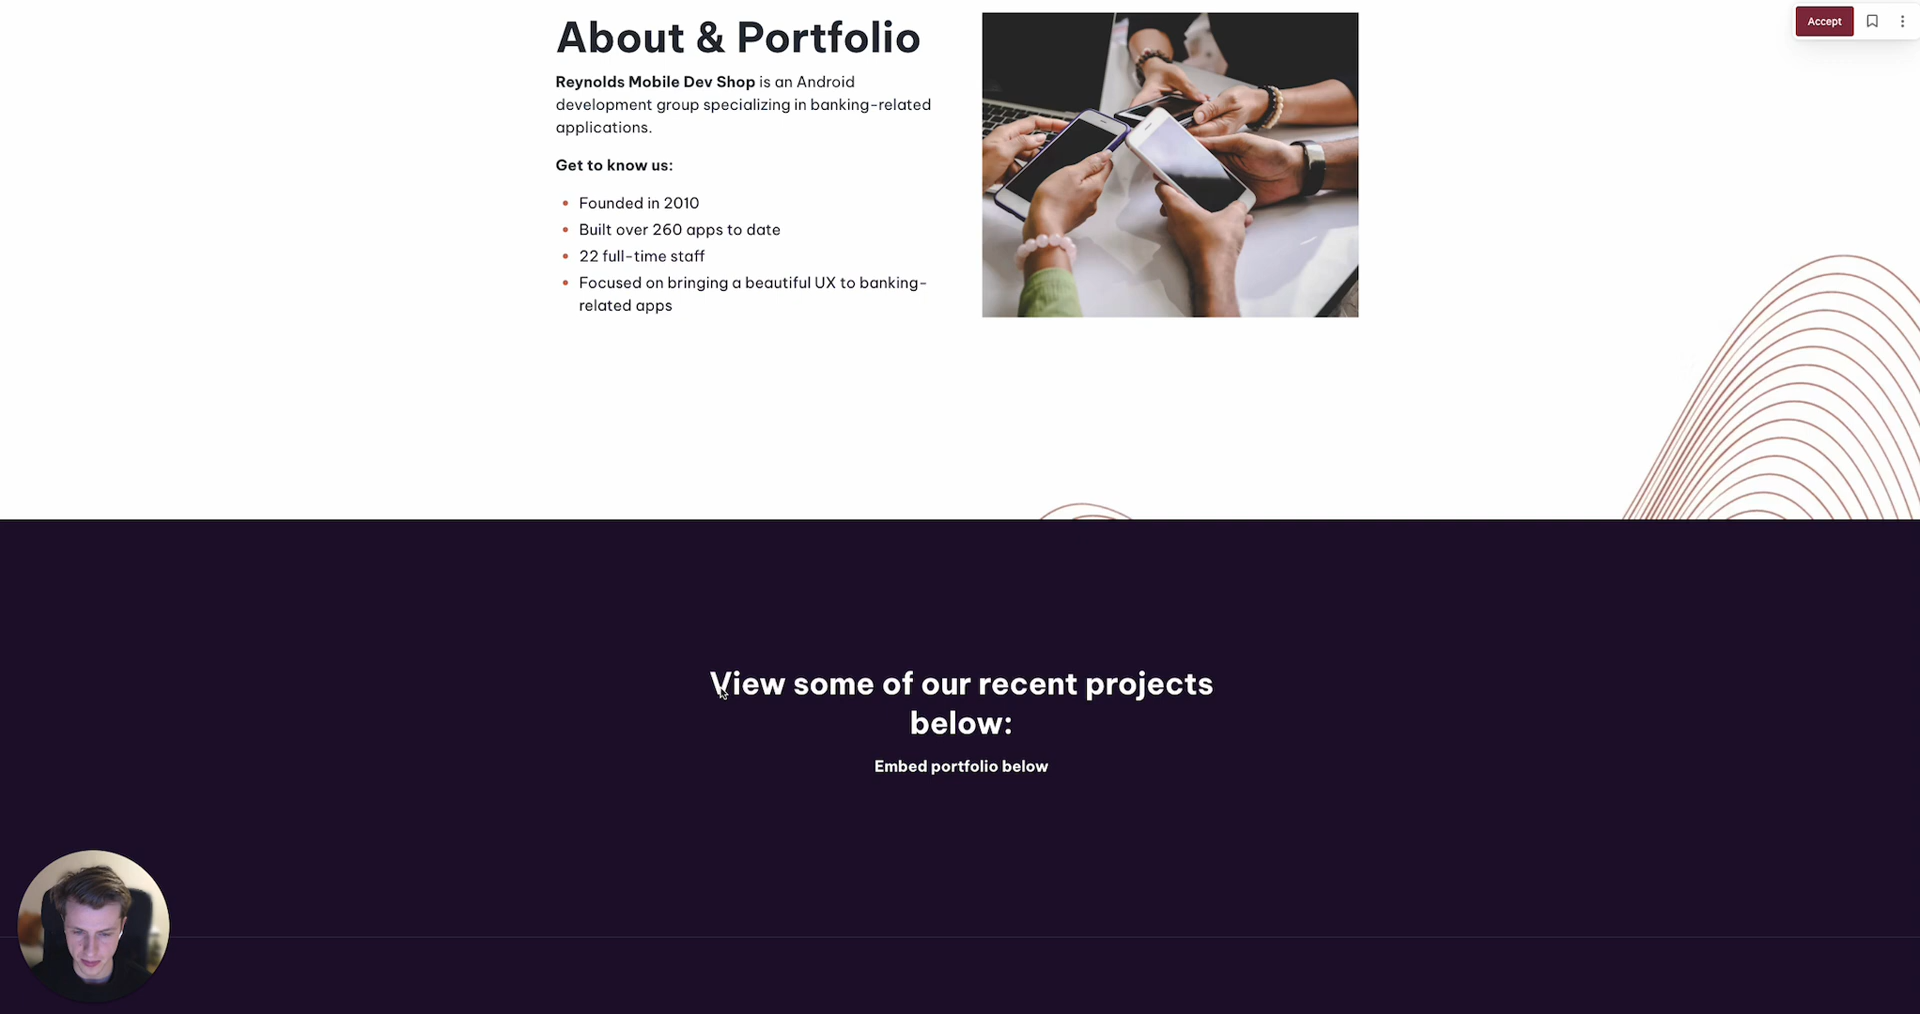 About & Portfolio
Accept
Reynolds Mobile Dev Shop is an Android
development group specializing in banking-related
applications.
Get to know us:
Founded in 2010
Built over 260 apps to date
22 full-time staff
Focused on bringing a beautiful UX to banking-
related apps
View some of our recent projects
below:
Embed portfolio below